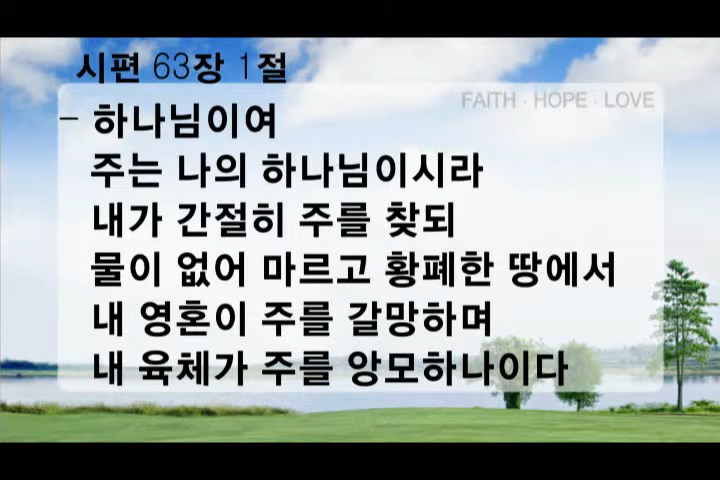 시편 63장 1절
FAITH · HOPE · LOVE
- 하나님이여
주는 나의 하나님이시라
내가 간절히 주를 찾되
물이 없어 마르고 황폐한 땅에서
내 영혼이 주를 갈망하며
내 육체가 주를 앙모하나이다